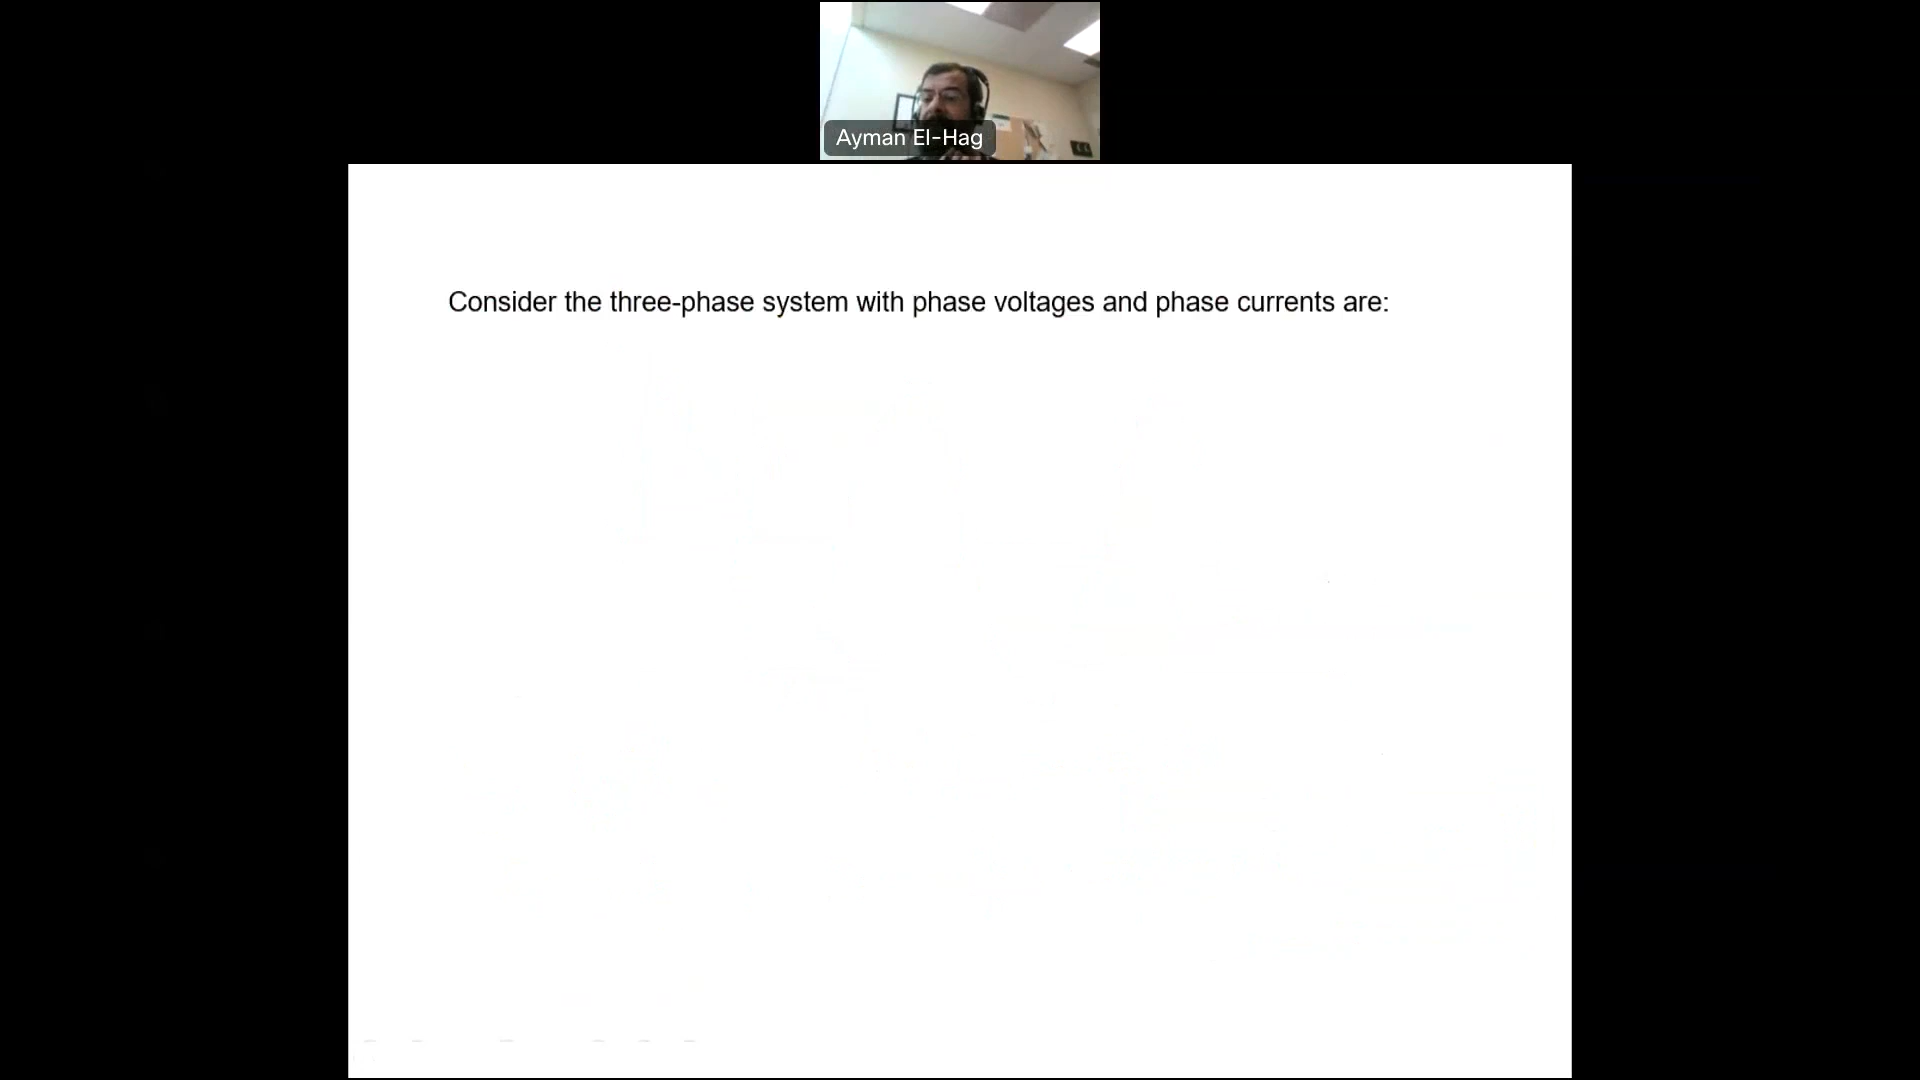 Ayman El-Hag
Consider the three-phase system with phase voltages and phase currents are: